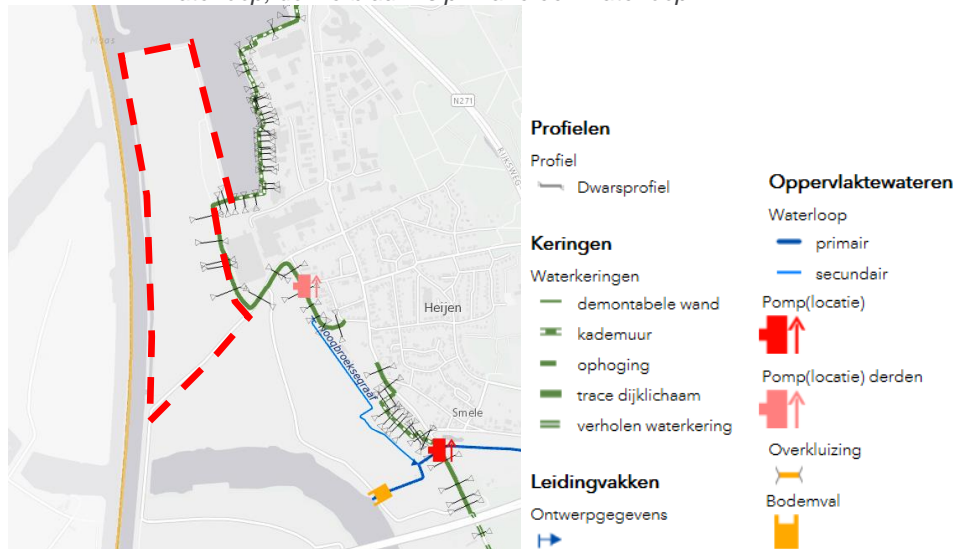 Maas
N271
RIJKSWEG
Heijen
Hoogbroeksegraaf
Smele
Profielen
Profiel
Dwarsprofiel
Keringen
Waterkeringen
demontabele wand
kademuur
ophoging
trace dijklichaam
verholen waterkering
Leidingvakken
Ontwerpgegevens
Oppervlaktewateren
Waterloop
primair
secundair
Pomp(locatie)
Pomp(locatie) derden
Overkluizing
Bodemval